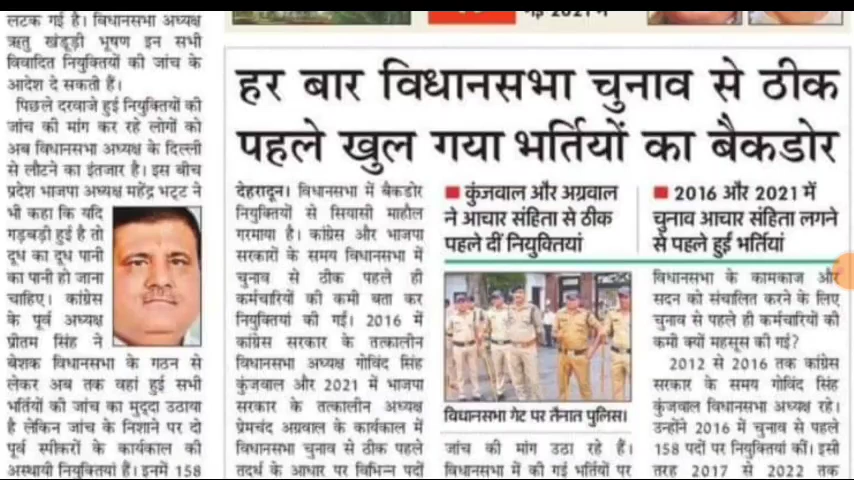 मई 2021 में
लटक गई है। विधानसभा अध्यक्ष
ऋतु खंडूड़ी भूषण इन सभी
विवादित नियुक्तियों की जांच के
आदेश दे सकती हैं।
पिछले दरवाजे हुई नियुक्तियों की
जांच की मांग कर रहे लोगों को
अब विधानसभा अध्यक्ष के दिल्ली
से लौटने का इंतजार है। इस बीच
प्रदेश भाजपा अध्यक्ष महेंद्र भट्ट ने
भी कहा कि यदि
गड़बड़ी हुई है तो
दूध का दूध पानी
का पानी हो जाना
चाहिए। कांग्रेस
के पूर्व अध्यक्ष
प्रीतम सिंह ने
बेशक विधानसभा के गठन से
लेकर अब तक वहां हुई सभी
भर्तियों की जांच का मुद्दा उठाया
है लेकिन जांच के निशाने पर दो
पूर्व स्पीकरों के कार्यकाल की
अस्थायी नियुक्तियां हैं। इनमें 158
हर बार विधानसभा चुनाव से ठीक
पहले खुल गया भर्तियों का बैकडोर
देहरादून। विधानसभा में बैकडोर
नियुक्तियों से सियासी माहौल
गरमाया है। कांग्रेस और भाजपा
सरकारों के समय विधानसभा में
चुनाव से ठीक पहले ही
कर्मचारियों की कमी बता कर
नियुक्तियां की गईं। 2016 में
कांग्रेस सरकार के तत्कालीन
विधानसभा अध्यक्ष गोविंद सिंह
कुंजवाल और 2021 में भाजपा
सरकार के तत्कालीन अध्यक्ष
प्रेमचंद अग्रवाल के कार्यकाल में
विधानसभा चुनाव से ठीक पहले
तदर्थ के आधार पर विभिन्न पदों
■ कुंजवाल और अग्रवाल
ने आचार संहिता से ठीक
पहले दीं नियुक्तियां
■ 2016 और 2021 में
चुनाव आचार संहिता लगने
से पहले हुईं भर्तियां
विधानसभा गेट पर तैनात पुलिस।
जांच की मांग उठा रहे हैं।
विधानसभा में की गई भर्तियों पर
विधानसभा के कामकाज और
सदन को संचालित करने के लिए
चुनाव से पहले ही कर्मचारियों की
कमी क्यों महसूस की गई?
2012 से 2016 तक कांग्रेस
सरकार के समय गोविंद सिंह
कुंजवाल विधानसभा अध्यक्ष रहे।
उन्होंने 2016 में चुनाव से पहले
158 पदों पर नियुक्तियां कीं। इसी
तरह 2017 से 2022 तक